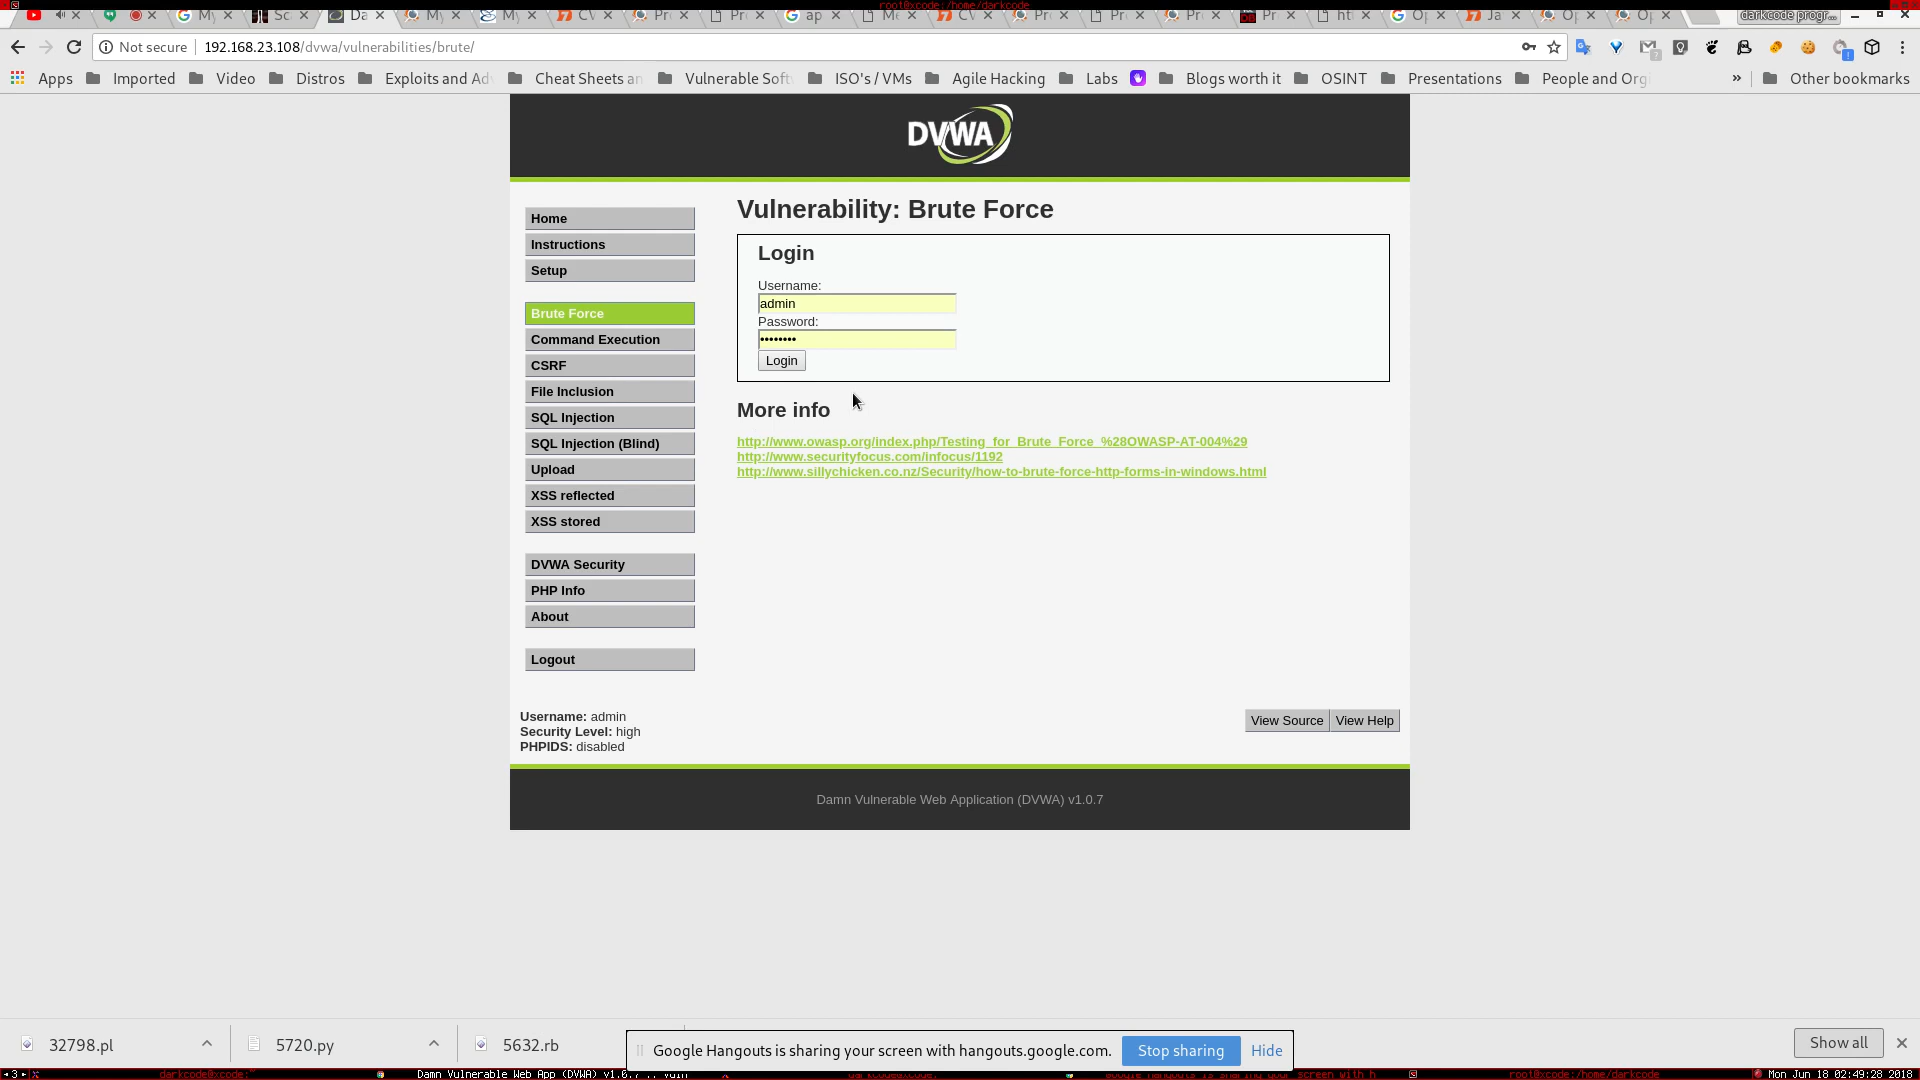 root@xcode:/home/darkcode
darkcode progr...
Not secure 192.168.23.108/dvwa/vulnerabilities/brute/
Apps Imported Video Distros Exploits and Ad Cheat Sheets an Vulnerable Soft ISO's / VMs Agile Hacking Labs Blogs worth it OSINT Presentations People and Org » Other bookmarks
DVWA
Home
Instructions
Setup
Brute Force
Command Execution
CSRF
File Inclusion
SQL Injection
SQL Injection (Blind)
Upload
XSS reflected
XSS stored
DVWA Security
PHP Info
About
Logout
Vulnerability: Brute Force
Login
Username:
admin
Password:
••••••••
Login
More info
http://www.owasp.org/index.php/Testing_for_Brute_Force_%28OWASP-AT-004%29
http://www.securityfocus.com/infocus/1192
http://www.sillychicken.co.nz/Security/how-to-brute-force-http-forms-in-windows.html
Username: admin
Security Level: high
PHPIDS: disabled
View Source View Help
Damn Vulnerable Web Application (DVWA) v1.0.7
32798.pl 5720.py 5632.rb
Google Hangouts is sharing your screen with hangouts.google.com. Stop sharing Hide
Show all
Mon Jun 18 02:49:28 2018